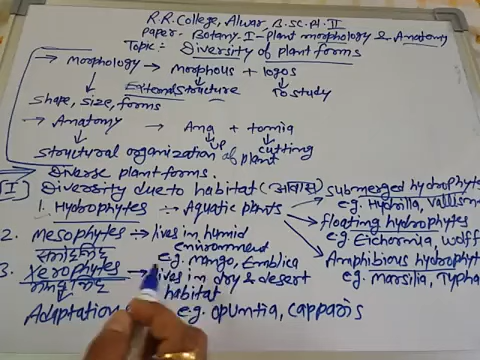 R.R. College, Alwar, B.SC. Pt. II
Paper - Botany-I - Plant morphology & Anatomy
Topic: Diversity of plant forms
→ Morphology → Morphous + logos
External structure To study
Shape, size, forms
→ Anatomy → Ana + tomia
up cutting
Structural organization of plant
Diverse plant forms.
(I) Diversity due to habitat (आवास)
submerged hydrophyte
e.g. Hydrilla,
1. Hydrophytes → Aquatic plants
floating hydrophytes
e.g. Eichornia, Wolff
2. Mesophytes → lives in humid
environment
e.g. Mango, Emblica
Amphibious hydrophyt
e.g. Marsilia, Typha
3. Xerophytes → lives in dry & desert
habitat
Adaptation e.g. Opuntia, Capparis